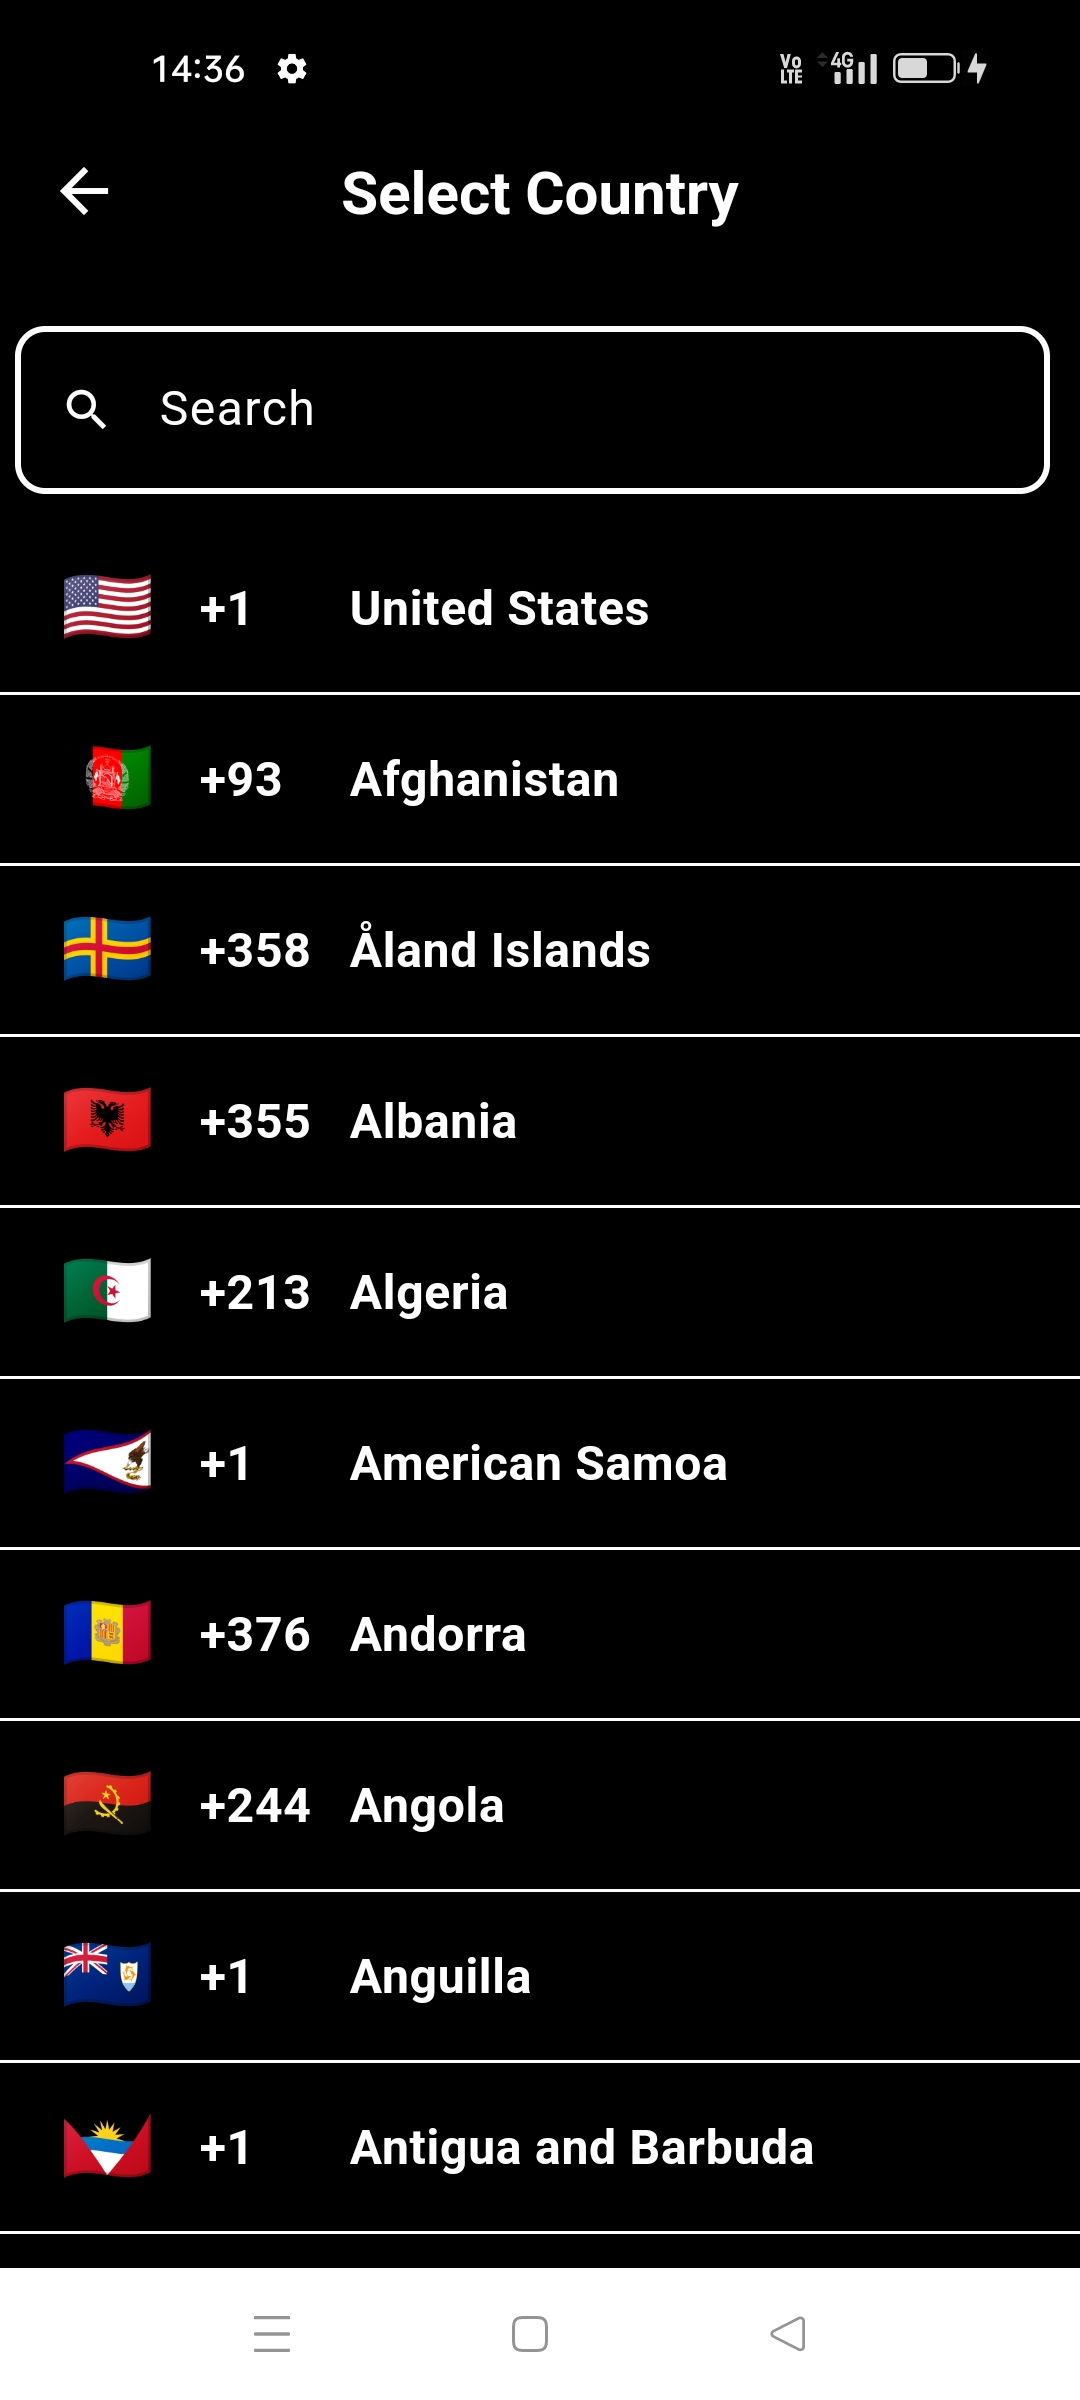 14:36 Vo LTE 4G
Select Country
Search
+1 United States
+93 Afghanistan
+358 Åland Islands
+355 Albania
+213 Algeria
+1 American Samoa
+376 Andorra
+244 Angola
+1 Anguilla
+1 Antigua and Barbuda